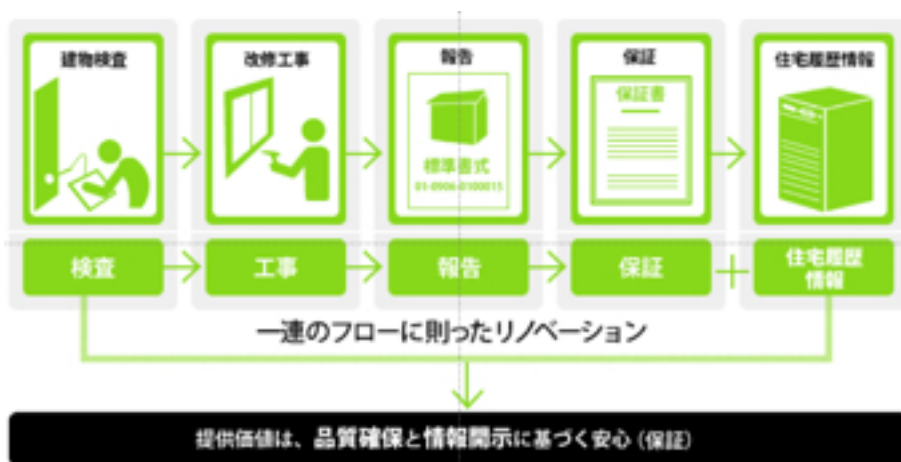 建物検査
改修工事
報告
保証
住宅履歴情報
保証書
標準書式
01-0906-0100015
検査
工事
報告
保証
住宅履歴
情報
一連のフローに則ったリノベーション
提供価値は、品質確保と情報開示に基づく安心(保証)